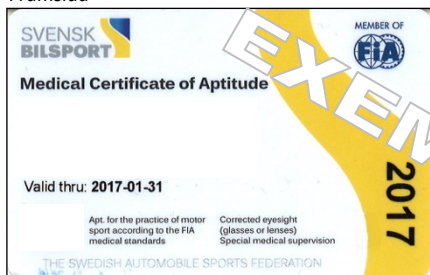 SVENSK
BILSPORT
MEMBER OF
FiA
Medical Certificate of Aptitude
EXEM
2017
Valid thru: 2017-01-31
Apt. for the practice of motor
sport according to the FIA
medical standards
Corrected eyesight
(glasses or lenses)
Special medical supervision
THE SWEDISH AUTOMOBILE SPORTS FEDERATION